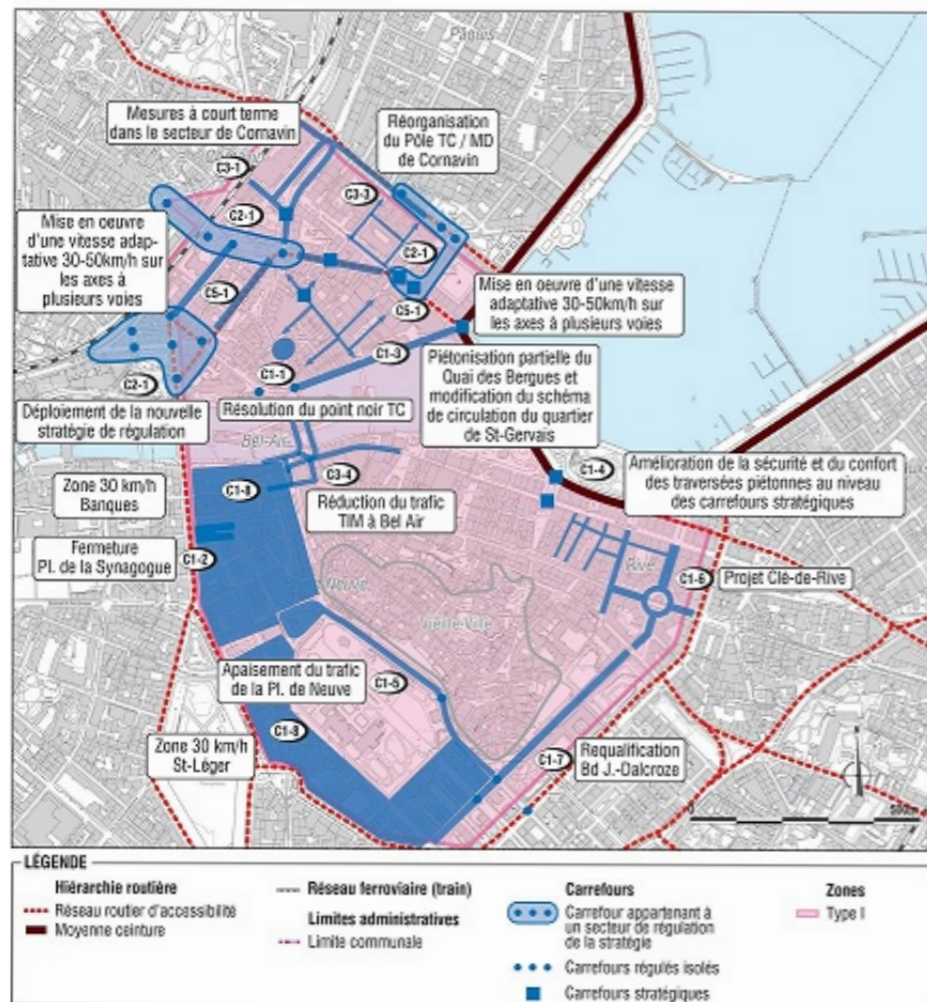 Pâquis
Mesures à court terme
dans le secteur de Cornavin
Réorganisation
du Pôle TC / MD
de Cornavin
C3-1
C3-3
C2-1
Mise en oeuvre
d'une vitesse adap-
tative 30-50km/h sur
les axes à
plusieurs voies
C2-1
C5-1
C5-1
Mise en oeuvre d'une vitesse
adaptative 30-50km/h sur
les axes à plusieurs voies
C1-3
C1-1
C2-1
Piétonisation partielle du
Quai des Bergues et
modification du schéma
de circulation du quartier
de St-Gervais
Déploiement de la nouvelle
stratégie de régulation
Résolution du point noir TC
Bel-Air
C1-4
Amélioration de la sécurité et du confort
des traversées piétonnes au niveau
des carrefours stratégiques
Zone 30 km/h
Banques
C1-8
C3-4
Réduction du trafic
TIM à Bel Air
Fermeture
Pl. de la Synagogue
C1-2
Neuve
Rive
C1-6
Projet Clé-de-Rive
Vieille-Ville
Apaisement du trafic
de la Pl. de Neuve
C1-5
Zone 30 km/h
St-Léger
C1-8
C1-7
Requalification
Bd J.-Dalcroze
0
LÉGENDE
Hiérarchie routière
Réseau routier d'accessibilité
Moyenne ceinture
Réseau ferroviaire (train)
Limites administratives
Limite communale
Carrefours
Carrefour appartenant à
un secteur de régulation
de la stratégie
Carrefours régulés isolés
Carrefours stratégiques
Zones
Type I